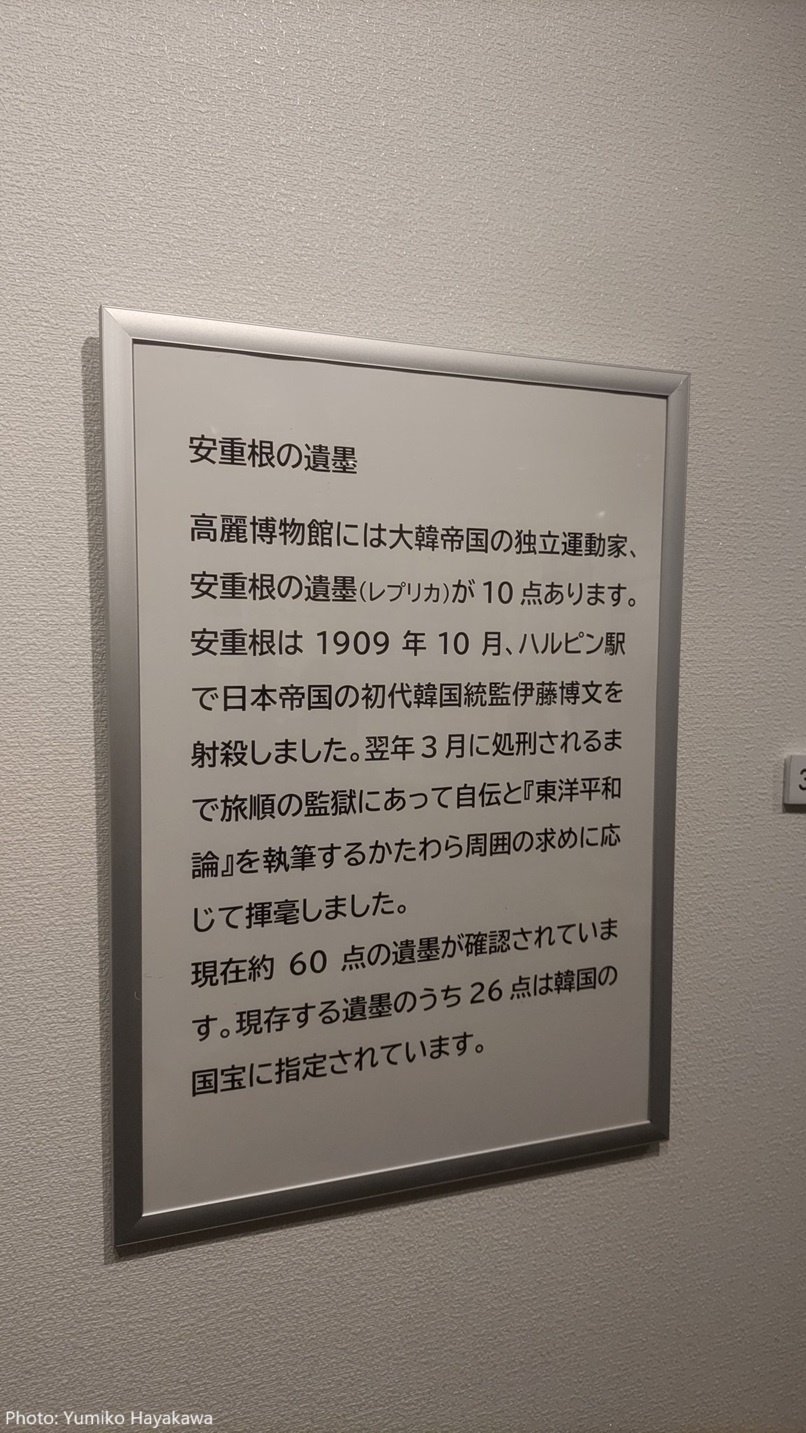 安重根の遺墨
高麗博物館には大韓帝国の独立運動家、
安重根の遺墨(レプリカ)が10点あります。
安重根は 1909 年 10 月、ハルピン駅
で日本帝国の初代韓国統監伊藤博文を
射殺しました。翌年3月に処刑されるま
で旅順の監獄にあって自伝と『東洋平和
論』を執筆するかたわら周囲の求めに応
じて揮毫しました。
現在約 60 点の遺墨が確認されていま
す。現存する遺墨のうち26点は韓国の
国宝に指定されています。
Photo: Yumiko Hayakawa